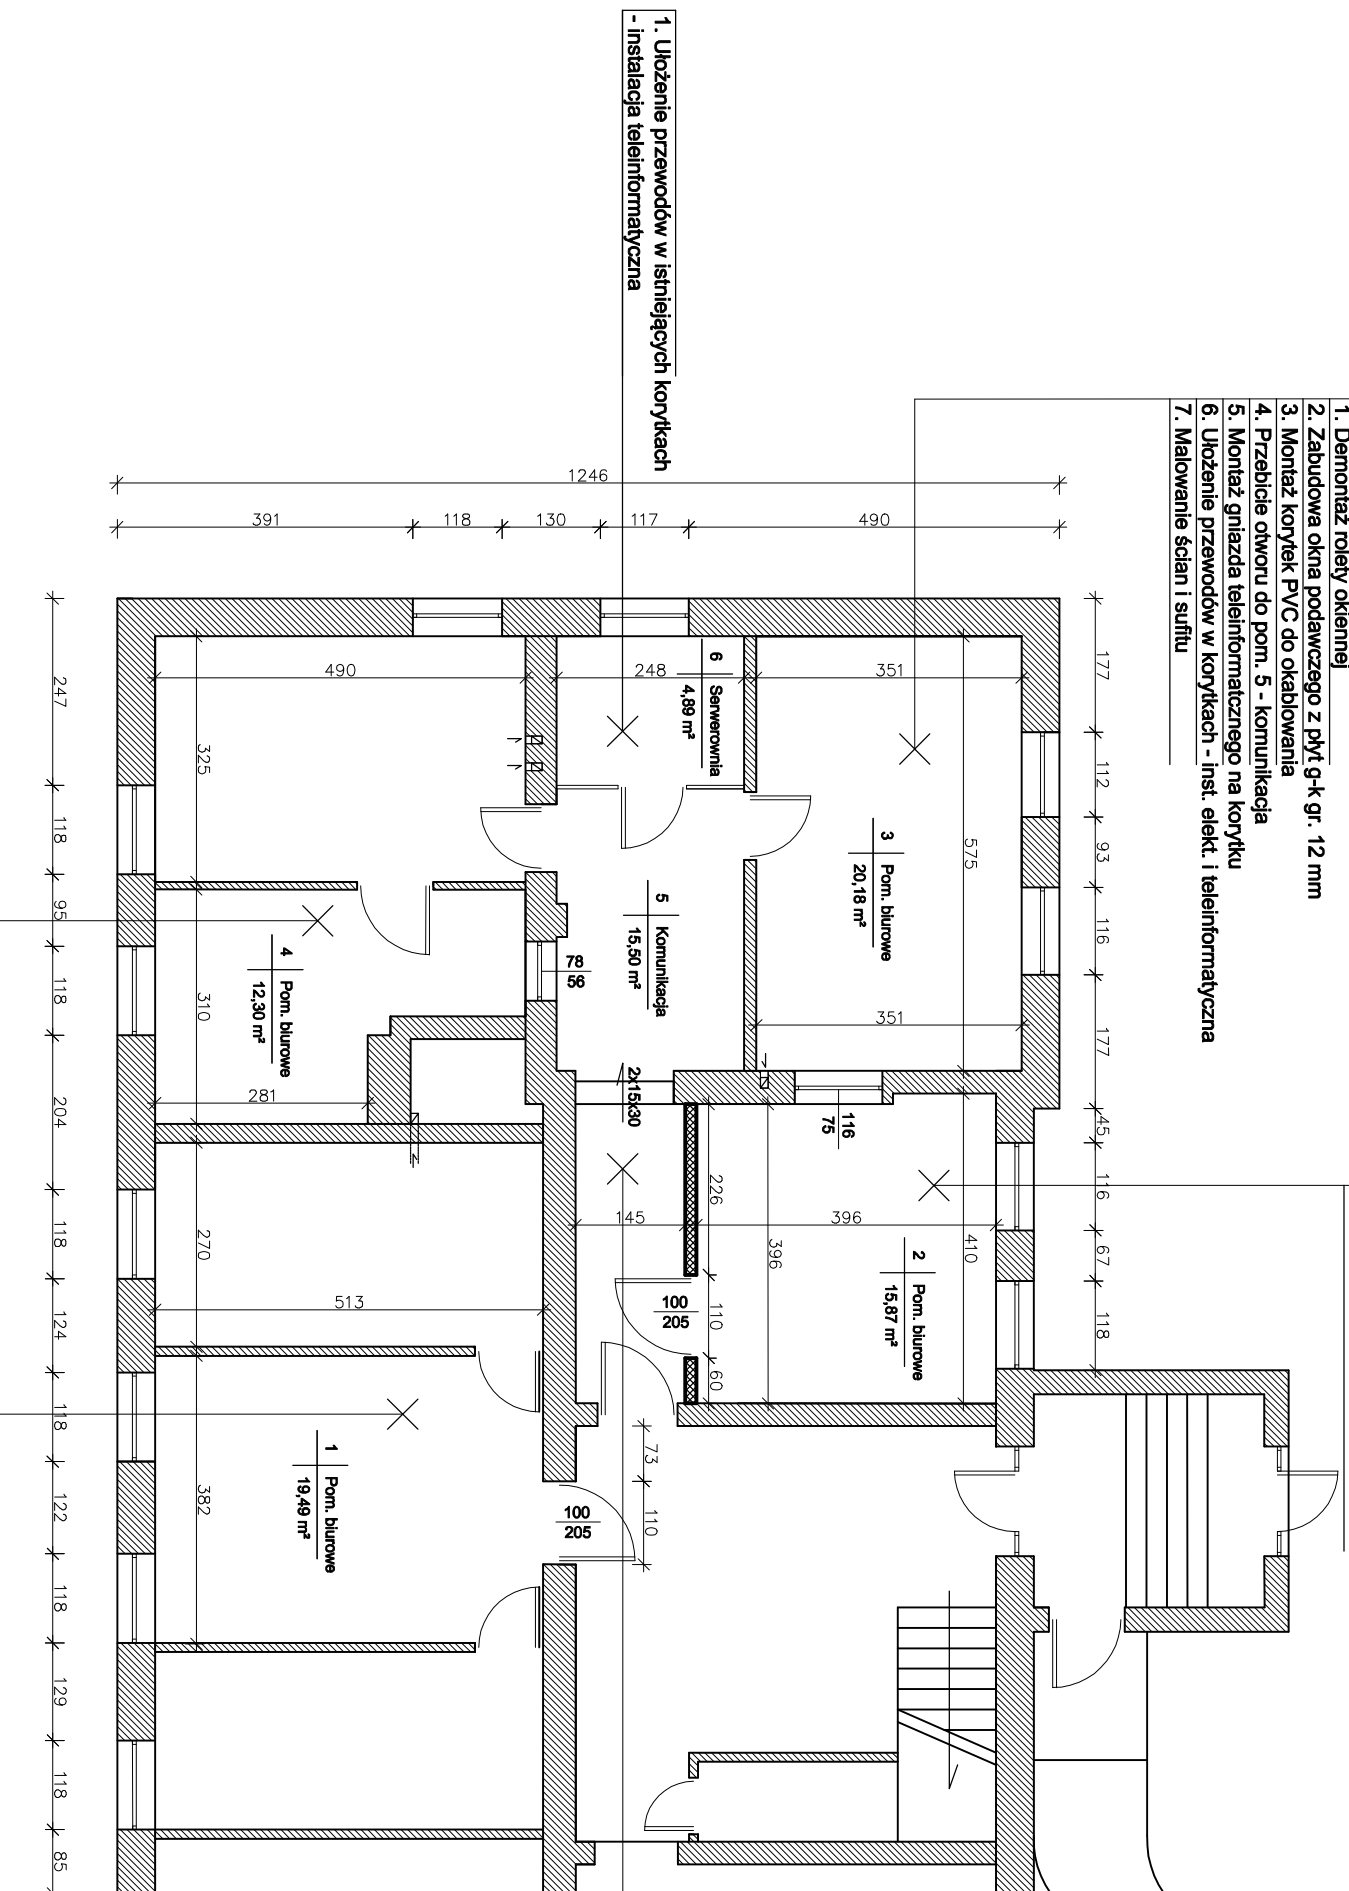 1. Demontaż rolety okiennej
2. Zabudowa okna podawczego z płyt g-k gr. 12 mm
3. Montaż korytek PVC do okablowania
4. Przebicie otworu do pom. 5 - komunikacja
5. Montaż gniazda teleinformatcznego na korytku
6. Ułożenie przewodów w korytkach - inst. elekt. i teleinformatyczna
7. Malowanie ścian i sufitu
1. Ułożenie przewodów w istniejących korytkach
- instalacja teleinformatyczna
1246
391
118
130
117
490
177
112
93
116
177
45
116
67
118
490
248
351
6 Serwerownia
4,89 m²
325
575
3 Pom. biurowe
20,18 m²
5 Komunikacja
15,50 m²
78
56
4 Pom. biurowe
12,30 m²
310
351
281
2x15x30
116
75
226
145
396
396
410
2 Pom. biurowe
15,87 m²
270
513
100
205
110
60
73
110
1 Pom. biurowe
19,49 m²
382
100
205
247
118
95
118
204
118
124
118
122
118
129
118
85